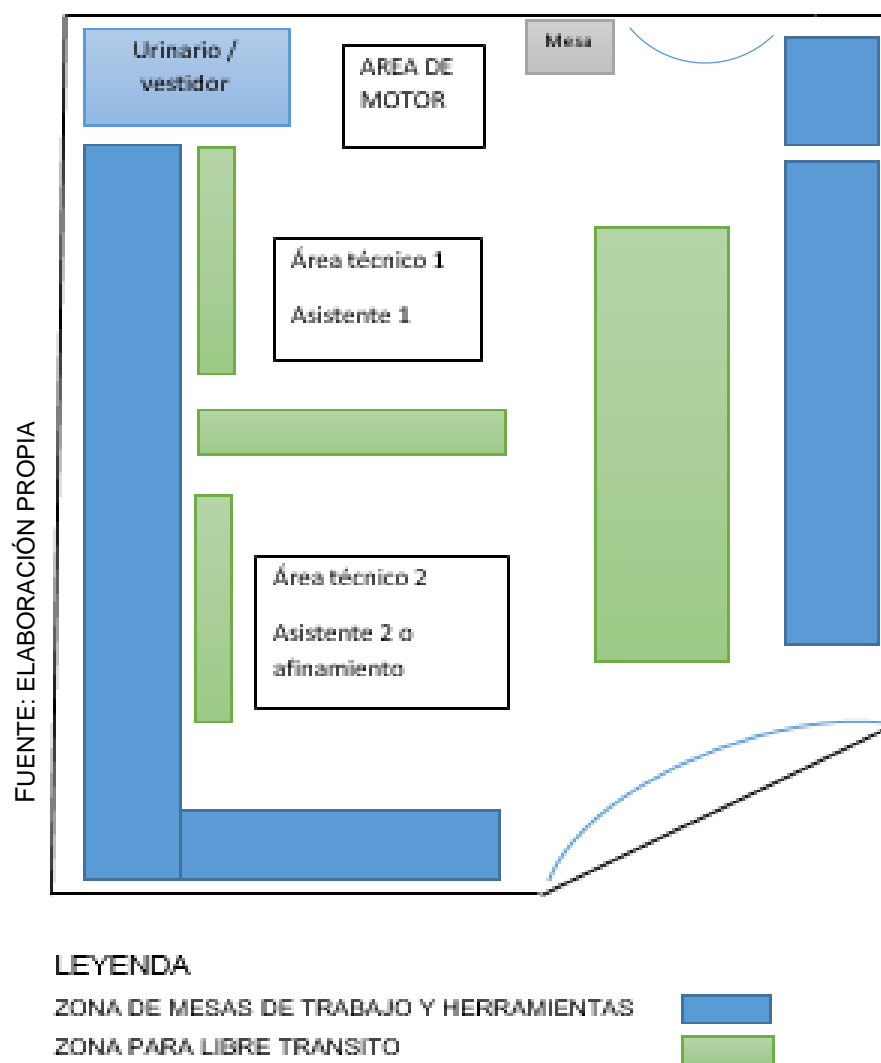 Urinario /
vestidor
AREA DE
MOTOR
Mesa
Área técnico 1
Asistente 1
Área técnico 2
Asistente 2 o
afinamiento
FUENTE: ELABORACIÓN PROPIA
LEYENDA
ZONA DE MESAS DE TRABAJO Y HERRAMIENTAS
ZONA PARA LIBRE TRANSITO